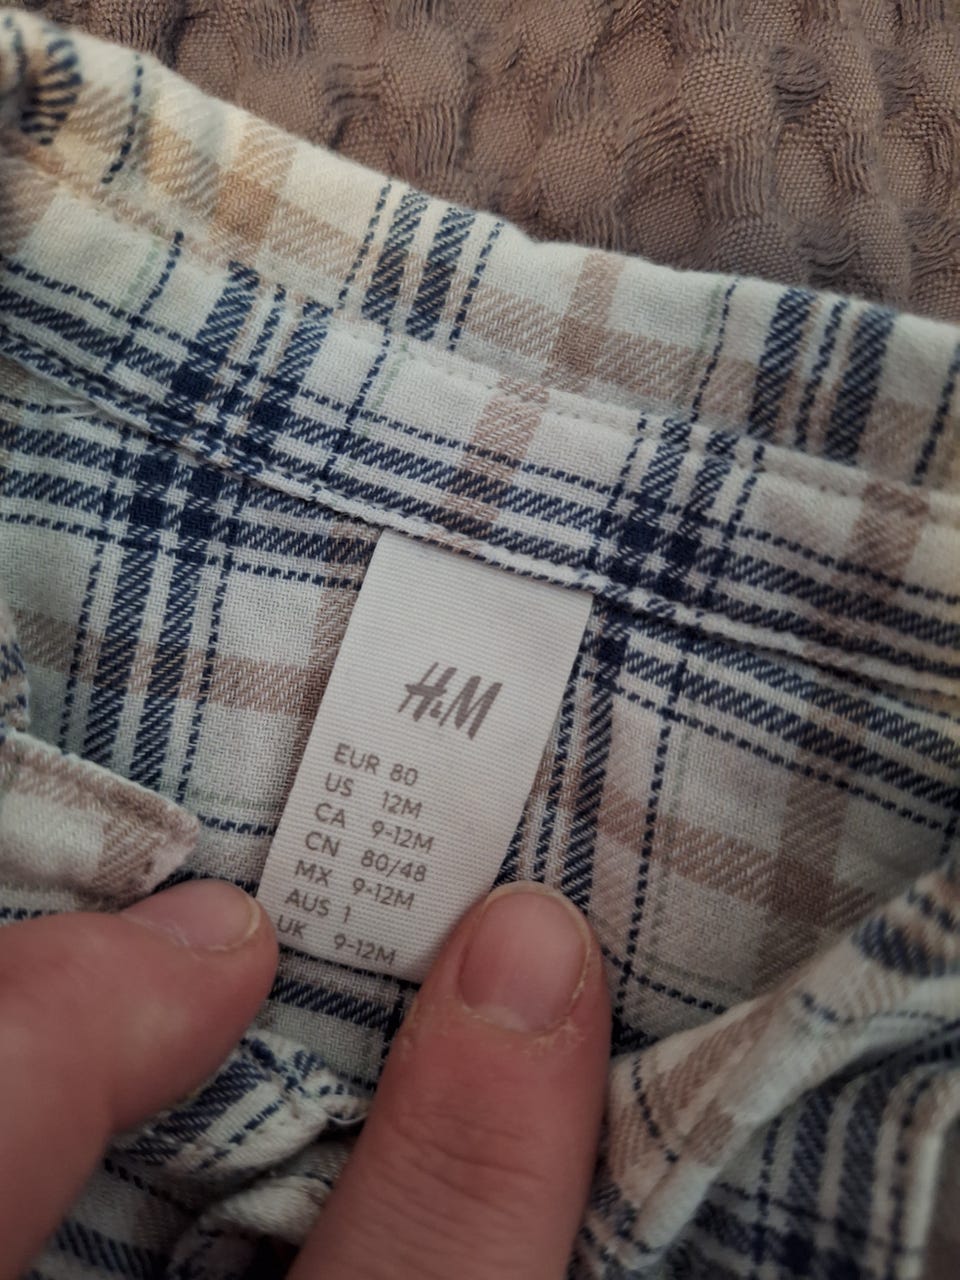 H&M
EUR 80
US 12M
CA 9-12M
CN 80/48
MX 9-12M
AUS 1
UK 9-12M